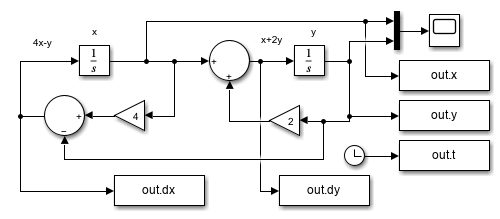 x
y
4x-y
x+2y
1
s
+
+
1
s
out.x
+
−
4
2
out.y
out.t
out.dx
out.dy